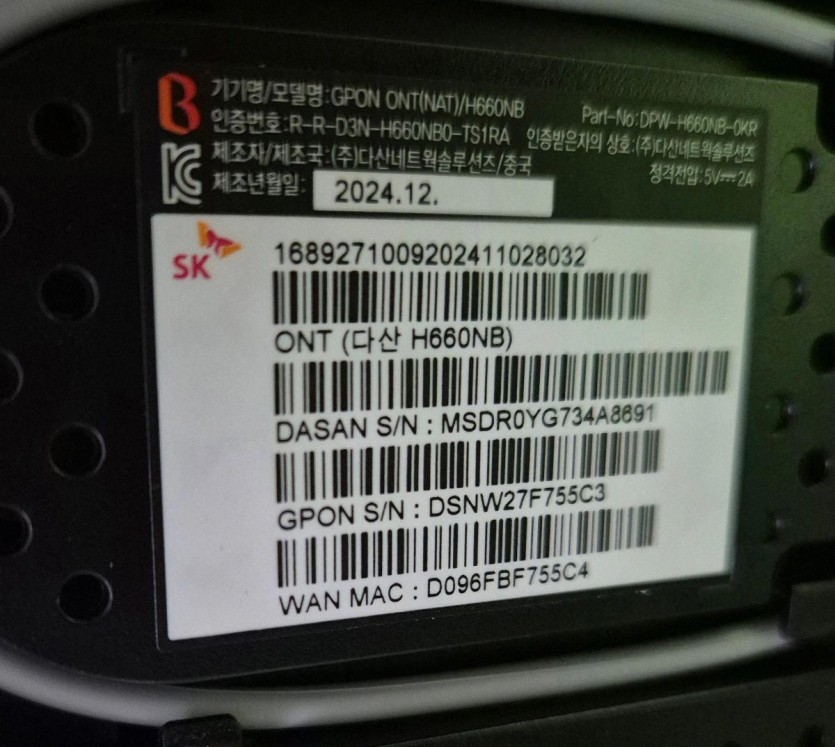 기기명/모델명:GPON ONT(NAT)/H660NB
Part-No:DPW-H660NB-0KR
인증번호:R-R-D3N-H660NB0-TS1RA
인증받은자의 상호:(주)다산네트웍솔루션즈
제조자/제조국:(주)다산네트웍솔루션즈/중국
정격전압:5V⎓2A
제조년월일:
2024.12.
SK
1689271009202411028032
ONT (다산 H660NB)
DASAN S/N : MSDR0YG734A8691
GPON S/N : DSNW27F755C3
WAN MAC : D096FBF755C4